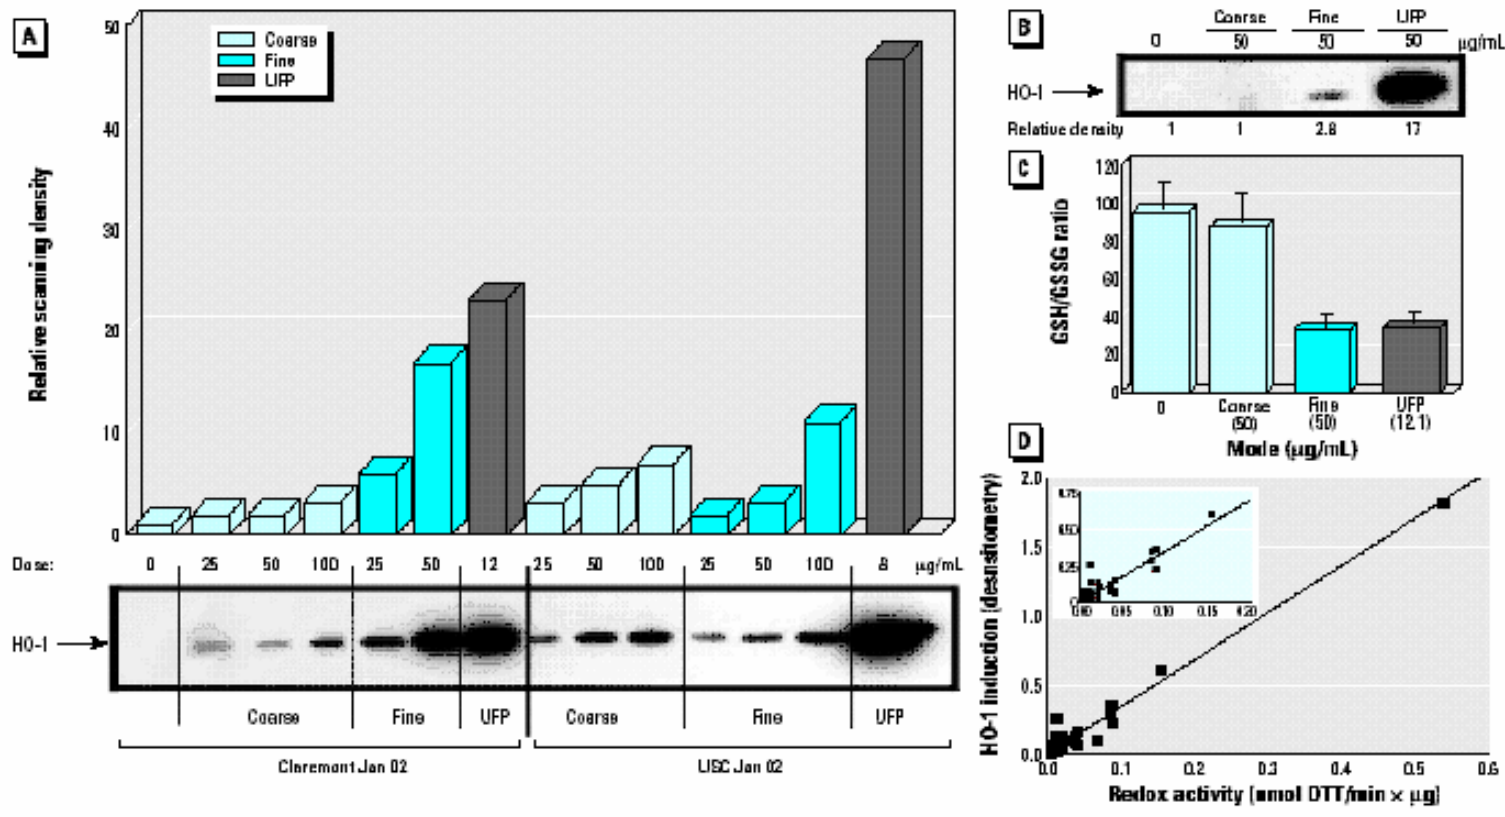 A
50
40
30
20
10
0
Relative scanning density
Coarse
Fine
UFP
Dose: 0 25 50 100 25 50 12 25 50 100 25 50 100 8 µg/mL
HO-1
Coarse Fine UFP Coarse Fine UFP
Claremont Jan 02 USC Jan 02
B
Coarse Fine UFP
0 50 50 50 µg/mL
HO-1
Relative density 1 1 2.8 17
C
120
100
80
60
40
20
0
GSH/GSSG ratio
0 Coarse Fine UFP
(50) (50) (12.1)
Mode (µg/mL)
D
2.0
1.5
1.0
0.5
0.0
HO-1 induction (desnsitometry)
0.75
0.50
0.25
0
0.00 0.05 0.10 0.15 0.20
0.0 0.1 0.2 0.3 0.4 0.5 0.6
Redox activity (nmol DTT/min × µg)